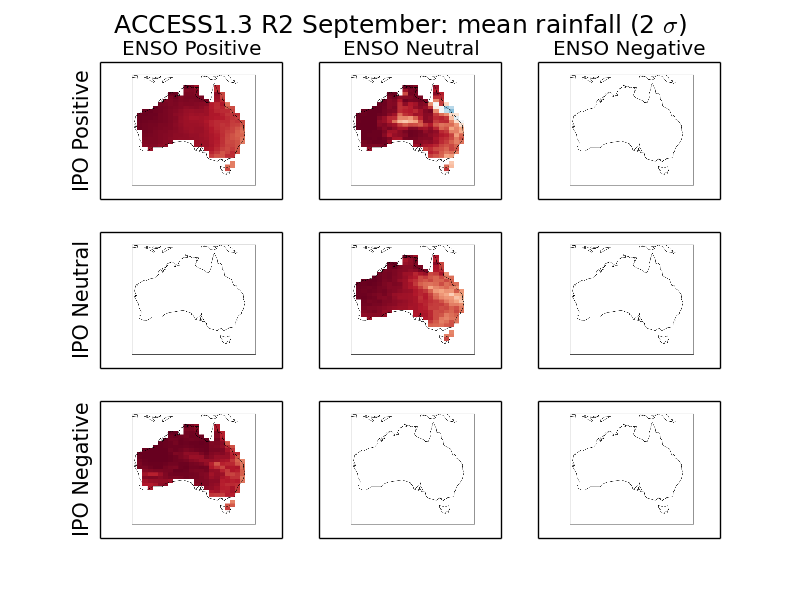 ACCESS1.3 R2 September: mean rainfall (2 σ)
ENSO Positive ENSO Neutral ENSO Negative
IPO Positive
IPO Neutral
IPO Negative